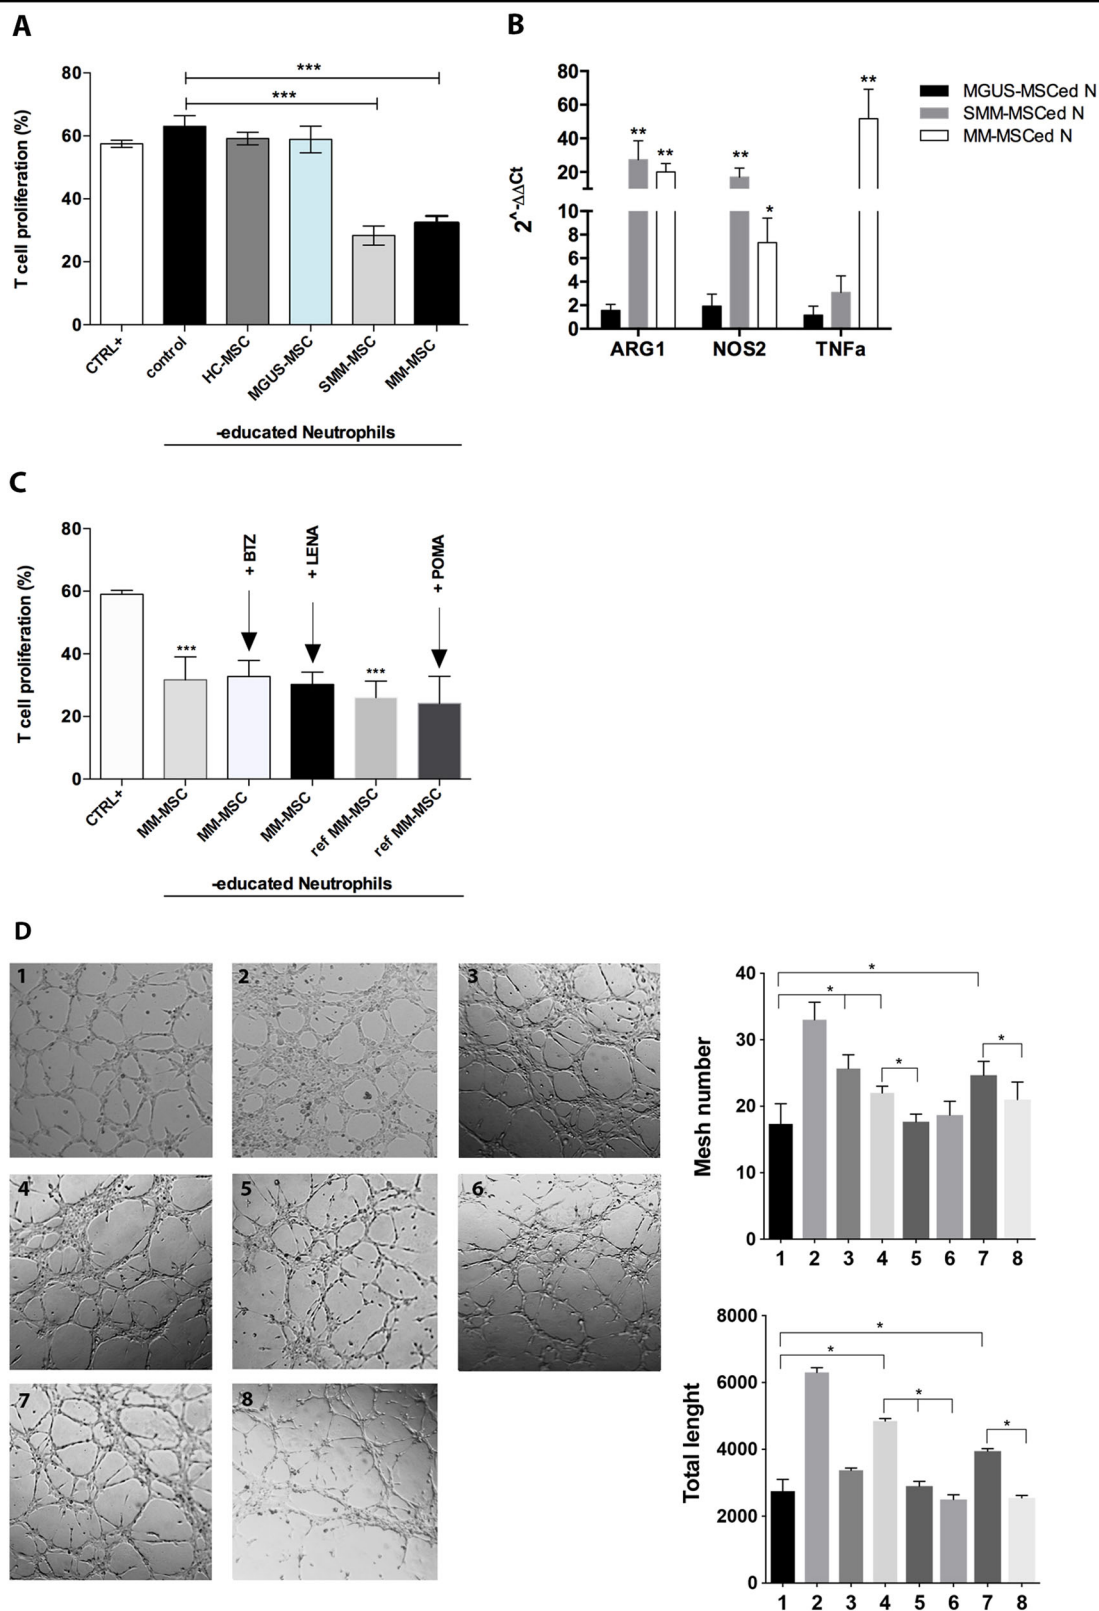 A
T cell proliferation (%)
80
60
40
20
0
***
***
CTRL+
control
HC-MSC
MGUS-MSC
SMM-MSC
MM-MSC
-educated Neutrophils
B
2^-ΔΔCt
80
60
40
20
10
8
6
4
2
0
**
**
**
*
**
ARG1
NOS2
TNFa
MGUS-MSCed N
SMM-MSCed N
MM-MSCed N
C
T cell proliferation (%)
80
60
40
20
0
***
+ BTZ
+ LENA
***
+ POMA
CTRL+
MM-MSC
MM-MSC
MM-MSC
ref MM-MSC
ref MM-MSC
-educated Neutrophils
D
1
2
3
4
5
6
7
8
Mesh number
40
30
20
10
0
*
*
*
*
1 2 3 4 5 6 7 8
Total lenght
8000
6000
4000
2000
0
*
*
*
*
1 2 3 4 5 6 7 8